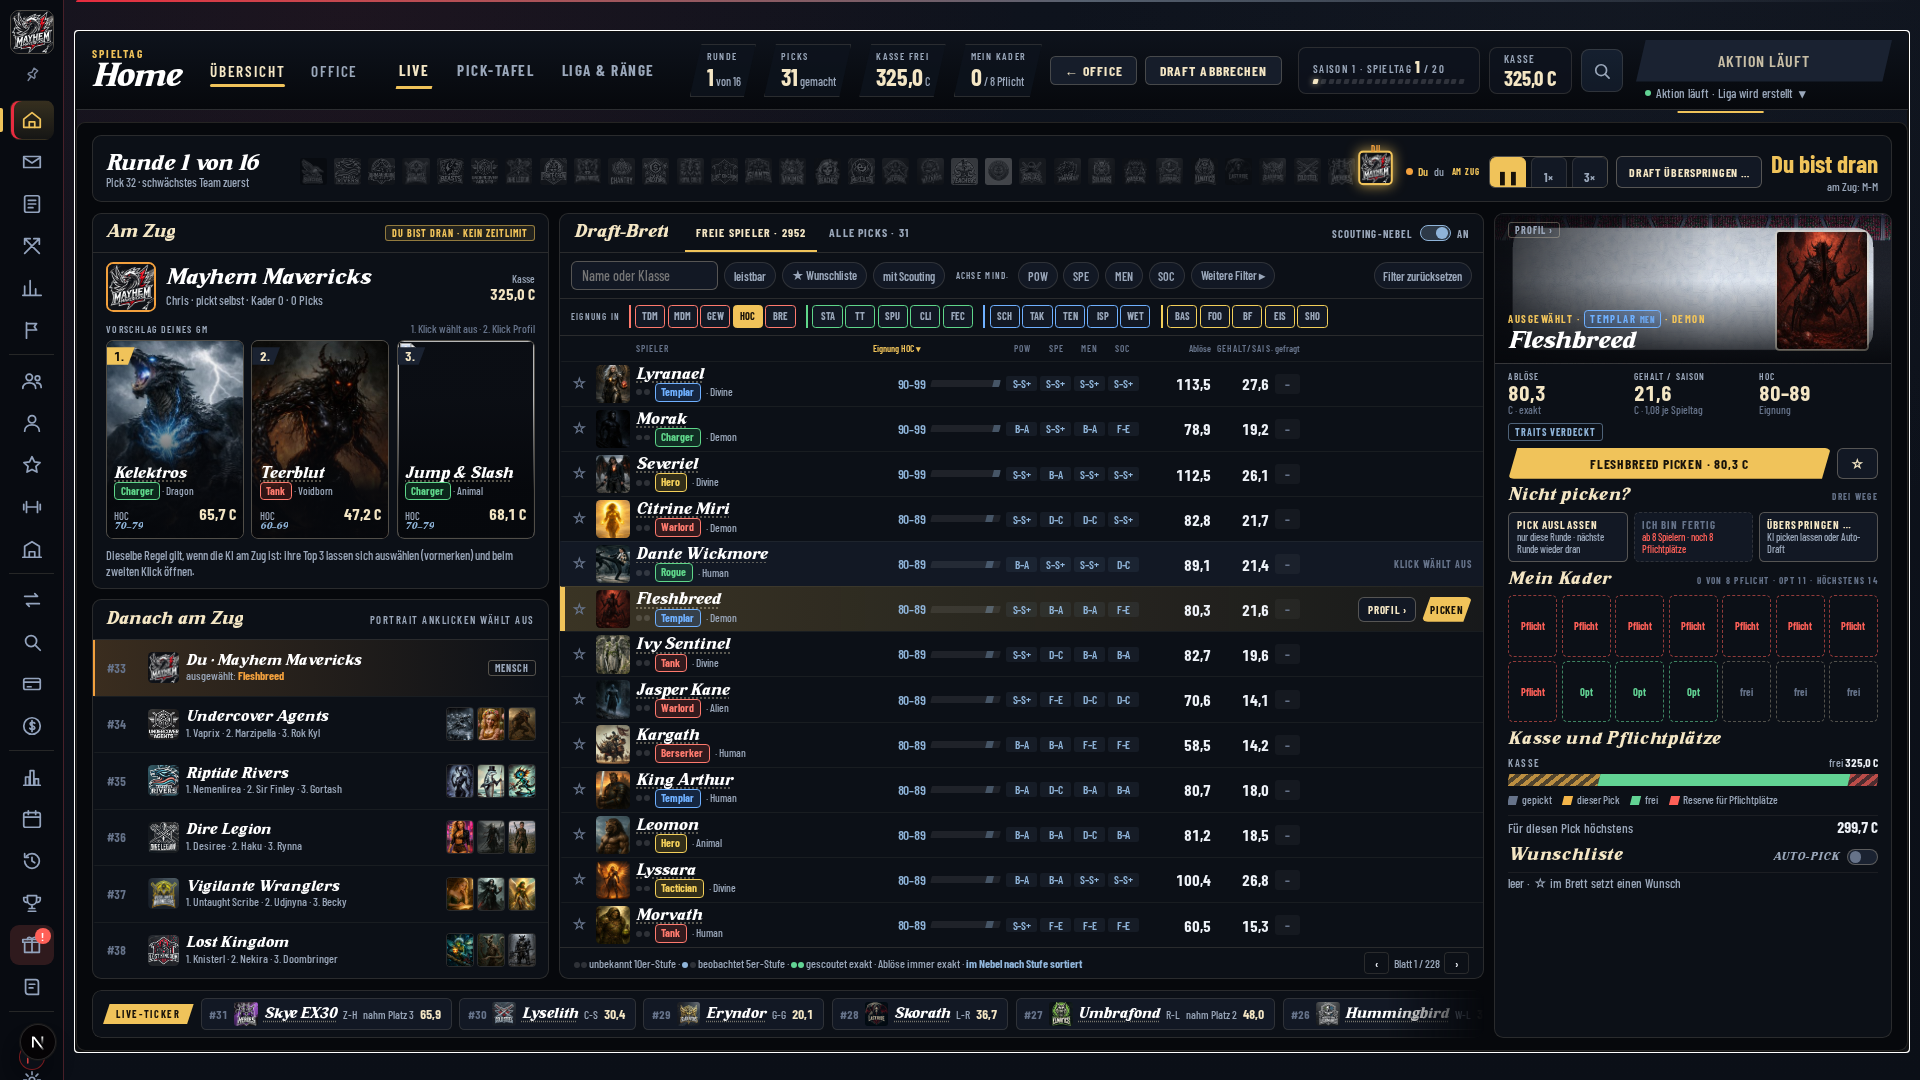 SPIELTAG
Home
ÜBERSICHT
OFFICE
LIVE
PICK-TAFEL
LIGA & RÄNGE
RUNDE
1 von 16
PICKS
31 gemacht
KASSE FREI
325,0 C
MEIN KADER
0 / 8 Pflicht
← OFFICE
DRAFT ABBRECHEN
SAISON 1 · SPIELTAG 1 / 20
KASSE
325,0 C
AKTION LÄUFT
Aktion läuft · Liga wird erstellt ▼
Runde 1 von 16
Pick 32 · schwächstes Team zuerst
DU
Du du AM ZUG
1×
3×
DRAFT ÜBERSPRINGEN ...
Du bist dran
am Zug: M-M
Am Zug
DU BIST DRAN · KEIN ZEITLIMIT
Mayhem Mavericks
Chris · pickt selbst · Kader 0 · 0 Picks
Kasse
325,0 C
VORSCHLAG DEINES GM
1. Klick wählt aus · 2. Klick Profil
1.
Kelektros
Charger · Dragon
HOC
70–79
65,7 C
2.
Teerblut
Tank · Voidborn
HOC
60–69
47,2 C
3.
Jump & Slash
Charger · Animal
HOC
70–79
68,1 C
Dieselbe Regel gilt, wenn die KI am Zug ist: Ihre Top 3 lassen sich auswählen (vormerken) und beim
zweiten Klick öffnen.
Danach am Zug
PORTRAIT ANKLICKEN WÄHLT AUS
#33
Du · Mayhem Mavericks
ausgewählt: Fleshbreed
MENSCH
#34
Undercover Agents
1. Vaprix · 2. Marzipella · 3. Rok Kyl
#35
Riptide Rivers
1. Nemenlirea · 2. Sir Finley · 3. Gortash
#36
Dire Legion
1. Desiree · 2. Haku · 3. Rynna
#37
Vigilante Wranglers
1. Untaught Scribe · 2. Udjnyna · 3. Becky
#38
Lost Kingdom
1. Knisterl · 2. Nekira · 3. Doombringer
Draft-Brett
FREIE SPIELER · 2952
ALLE PICKS · 31
SCOUTING-NEBEL
AN
Name oder Klasse
leistbar
★ Wunschliste
mit Scouting
ACHSE MIND.
POW
SPE
MEN
SOC
Weitere Filter ▸
Filter zurücksetzen
EIGNUNG IN
TDM MDM GEW HOC BRE
STA TT SPU CLI FEC
SCH TAK TEN ISP WET
BAS FOO BF EIS SHO
SPIELER
Eignung HOC ▾
POW SPE MEN SOC
Ablöse GEHALT/SAIS. gefragt
Lyranael
Templar · Divine
90–99 S-S+ S-S+ S-S+ S-S+ 113,5 27,6 –
Morak
Charger · Demon
90–99 B-A S-S+ B-A F-E 78,9 19,2 –
Severiel
Hero · Divine
90–99 S-S+ B-A S-S+ S-S+ 112,5 26,1 –
Citrine Miri
Warlord · Demon
80–89 S-S+ D-C D-C S-S+ 82,8 21,7 –
Dante Wickmore
Rogue · Human
80–89 B-A S-S+ S-S+ D-C 89,1 21,4 –
KLICK WÄHLT AUS
Fleshbreed
Templar · Demon
80–89 S-S+ B-A B-A F-E 80,3 21,6 –
PROFIL ›
PICKEN
Ivy Sentinel
Tank · Divine
80–89 S-S+ D-C B-A B-A 82,7 19,6 –
Jasper Kane
Warlord · Alien
80–89 S-S+ F-E D-C D-C 70,6 14,1 –
Kargath
Berserker · Human
80–89 B-A B-A F-E F-E 58,5 14,2 –
King Arthur
Templar · Human
80–89 B-A D-C B-A B-A 80,7 18,0 –
Leomon
Hero · Animal
80–89 B-A B-A D-C B-A 81,2 18,5 –
Lyssara
Tactician · Divine
80–89 B-A B-A S-S+ S-S+ 100,4 26,8 –
Morvath
Tank · Human
80–89 S-S+ F-E F-E F-E 60,5 15,3 –
unbekannt 10er-Stufe · beobachtet 5er-Stufe · gescoutet exakt · Ablöse immer exakt · im Nebel nach Stufe sortiert
‹ Blatt 1 / 228 ›
PROFIL ›
AUSGEWÄHLT · TEMPLAR MEN · DEMON
Fleshbreed
ABLÖSE
80,3
C · exakt
GEHALT / SAISON
21,6
C · 1,08 je Spieltag
HOC
80–89
Eignung
TRAITS VERDECKT
FLESHBREED PICKEN · 80,3 C
☆
Nicht picken?
DREI WEGE
PICK AUSLASSEN
nur diese Runde · nächste
Runde wieder dran
ICH BIN FERTIG
ab 8 Spielern · noch 8
Pflichtplätze
ÜBERSPRINGEN ...
KI picken lassen oder Auto-
Draft
Mein Kader
0 VON 8 PFLICHT · OPT 11 · HÖCHSTENS 14
Pflicht Pflicht Pflicht Pflicht Pflicht Pflicht Pflicht
Pflicht Opt Opt Opt frei frei frei
Kasse und Pflichtplätze
KASSE
frei 325,0 C
gepickt dieser Pick frei Reserve für Pflichtplätze
Für diesen Pick höchstens
299,7 C
Wunschliste
AUTO-PICK
leer · ☆ im Brett setzt einen Wunsch
LIVE-TICKER
#31 Skye EX30 Z-H nahm Platz 3 65,9
#30 Lyselith C-S 30,4
#29 Eryndor G-G 20,1
#28 Skorath L-R 36,7
#27 Umbrafond R-L nahm Platz 2 48,0
#26 Hummingbird W-L
N